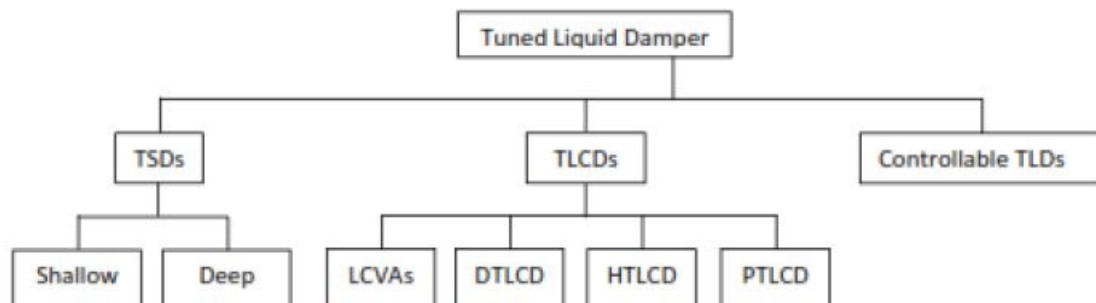 Tuned Liquid Damper
TSDs
TLCDs
Controllable TLDs
Shallow
Deep
LCVAs
DTLCD
HTLCD
PTLCD